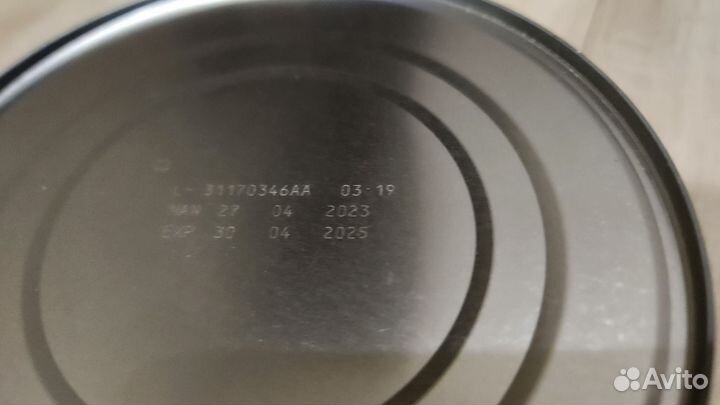 L- 31170346AA 03:19
MAN 27 04 2023
EXP 30 04 2025
Avito